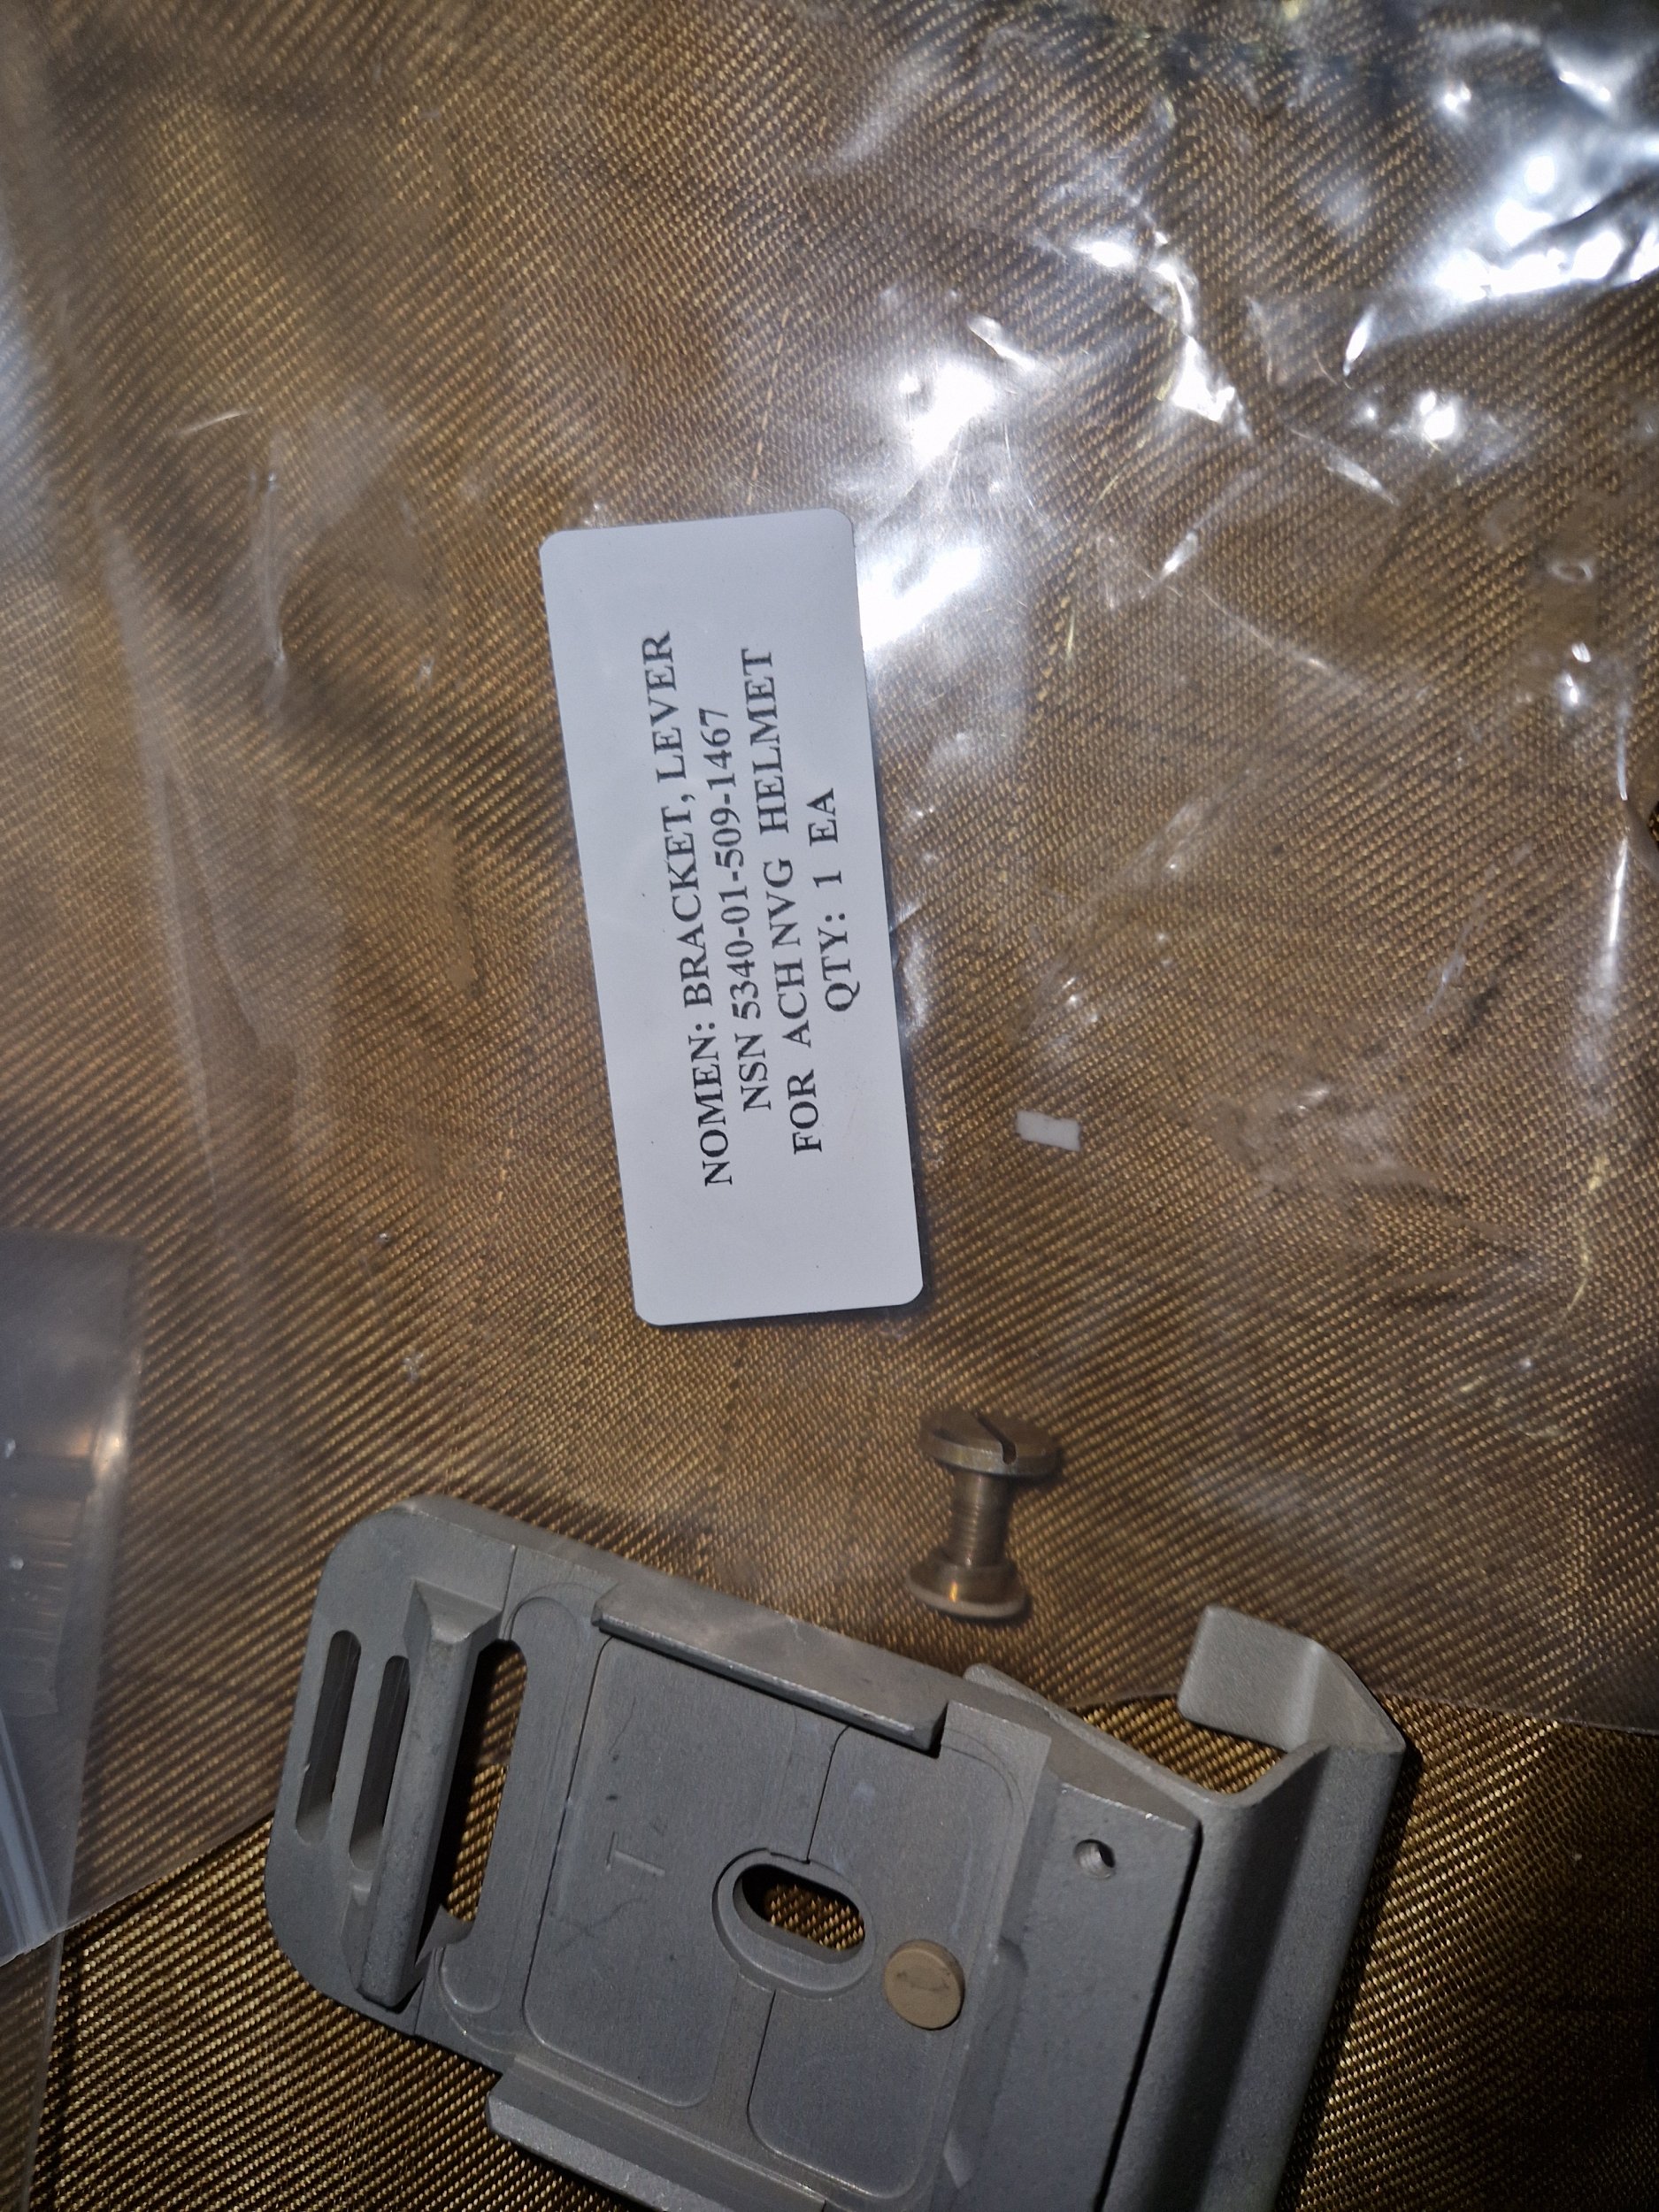 NOMEN: BRACKET, LEVER
NSN 5340-01-509-1467
FOR ACH NVG HELMET
QTY: 1 EA